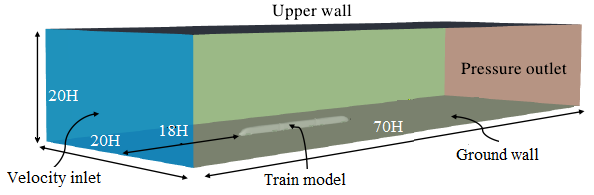 Upper wall
Pressure outlet
20H
18H
70H
20H
Ground wall
Velocity inlet
Train model